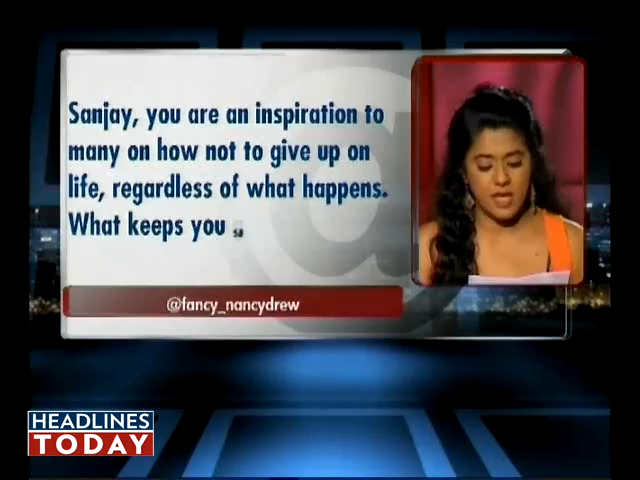 Sanjay, you are an inspiration to
many on how not to give up on
life, regardless of what happens.
What keeps you
@fancy_nancydrew
HEADLINES
TODAY